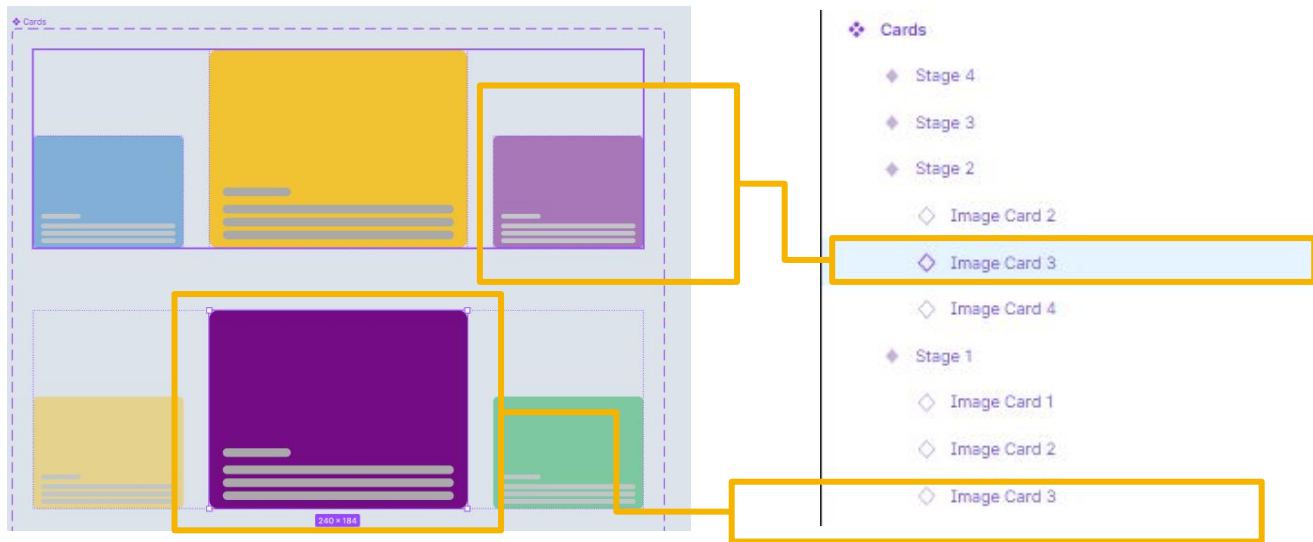 Cards
240 × 184
Cards
Stage 4
Stage 3
Stage 2
Image Card 2
Image Card 3
Image Card 4
Stage 1
Image Card 1
Image Card 2
Image Card 3